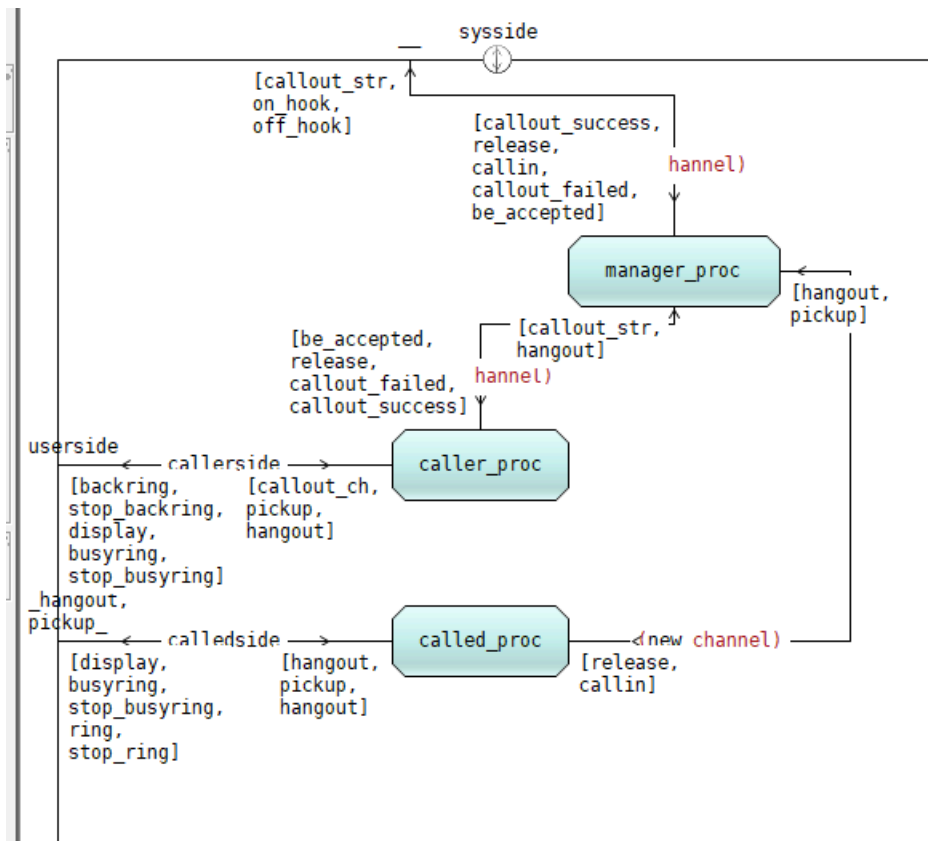 sysside
[callout_str,
on_hook,
off_hook]
[callout_success,
release,
callin,
callout_failed,
be_accepted]
hannel)
manager_proc
[hangout,
pickup]
[callout_str,
hangout]
[be_accepted,
release,
callout_failed,
callout_success]
hannel)
userside
callerside
caller_proc
[backring,
stop_backring,
display,
busyring,
stop_busyring]
[callout_ch,
pickup,
hangout]
_hangout,
pickup_
calledside
called_proc
(new channel)
[display,
busyring,
stop_busyring,
ring,
stop_ring]
[hangout,
pickup,
hangout]
[release,
callin]